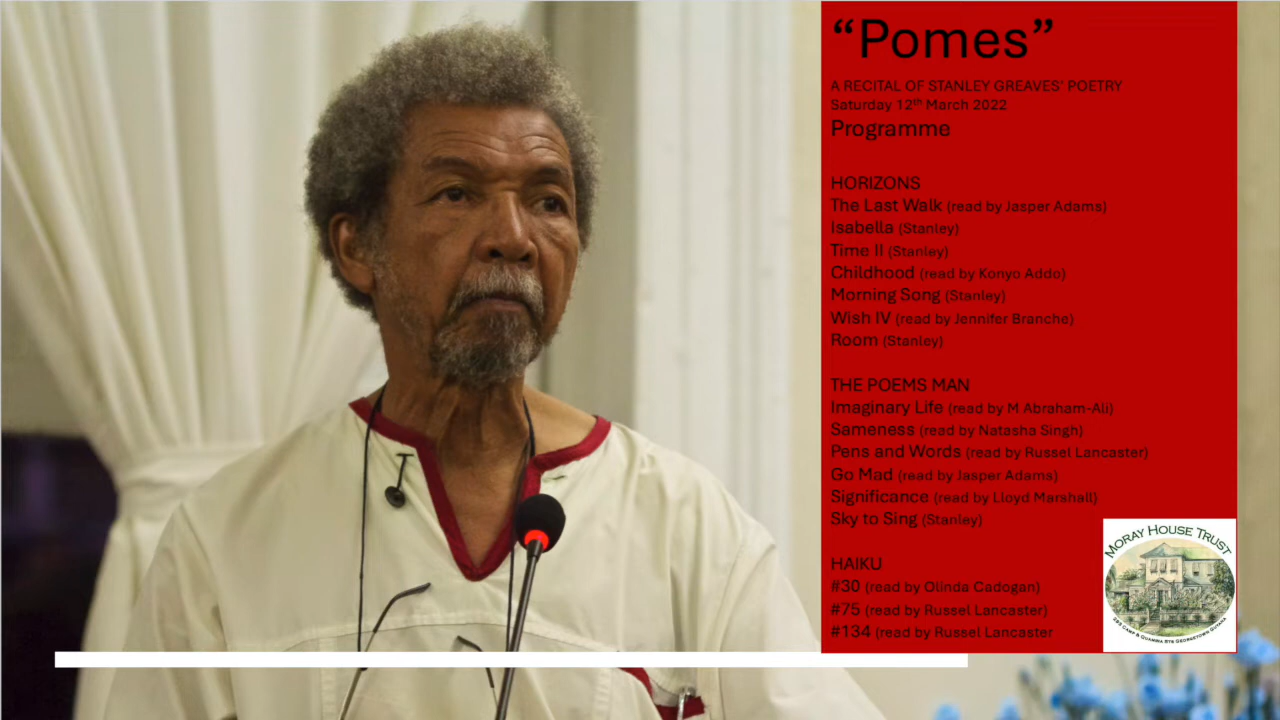 “Pomes”
A RECITAL OF STANLEY GREAVES’ POETRY
Saturday 12th March 2022
Programme
HORIZONS
The Last Walk (read by Jasper Adams)
Isabella (Stanley)
Time II (Stanley)
Childhood (read by Konyo Addo)
Morning Song (Stanley)
Wish IV (read by Jennifer Branche)
Room (Stanley)
THE POEMS MAN
Imaginary Life (read by M Abraham-Ali)
Sameness (read by Natasha Singh)
Pens and Words (read by Russel Lancaster)
Go Mad (read by Jasper Adams)
Significance (read by Lloyd Marshall)
Sky to Sing (Stanley)
HAIKU
#30 (read by Olinda Cadogan)
#75 (read by Russel Lancaster)
#134 (read by Russel Lancaster
MORAY HOUSE TRUST
CAMP & QUAMINA STS GEORGETOWN GUYANA